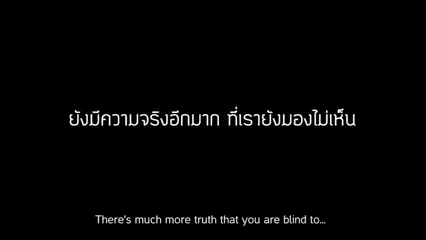 ยังมีความจริงอีกมาก ที่เรายังมองไม่เห็น
There's much more truth that you are blind to...